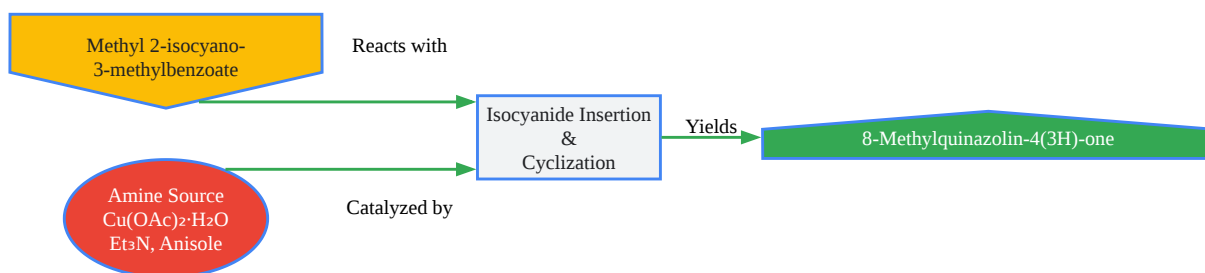 Methyl 2-isocyano-
3-methylbenzoate
Reacts with
Isocyanide Insertion
&
Cyclization
Yields
8-Methylquinazolin-4(3H)-one
Amine Source
Cu(OAc)₂·H₂O
Et₃N, Anisole
Catalyzed by